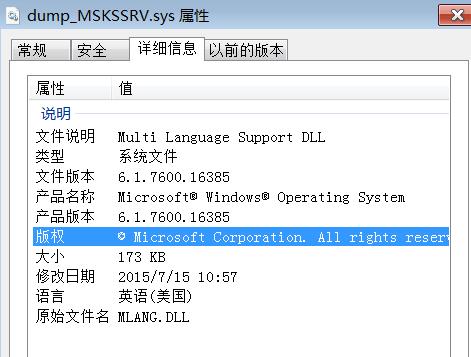 dump_MSKSSRV.sys 属性
常规 安全 详细信息 以前的版本
属性 值
说明
文件说明 Multi Language Support DLL
类型 系统文件
文件版本 6.1.7600.16385
产品名称 Microsoft® Windows® Operating System
产品版本 6.1.7600.16385
版权 © Microsoft Corporation. All rights reserv
大小 173 KB
修改日期 2015/7/15 10:57
语言 英语(美国)
原始文件名 MLANG.DLL